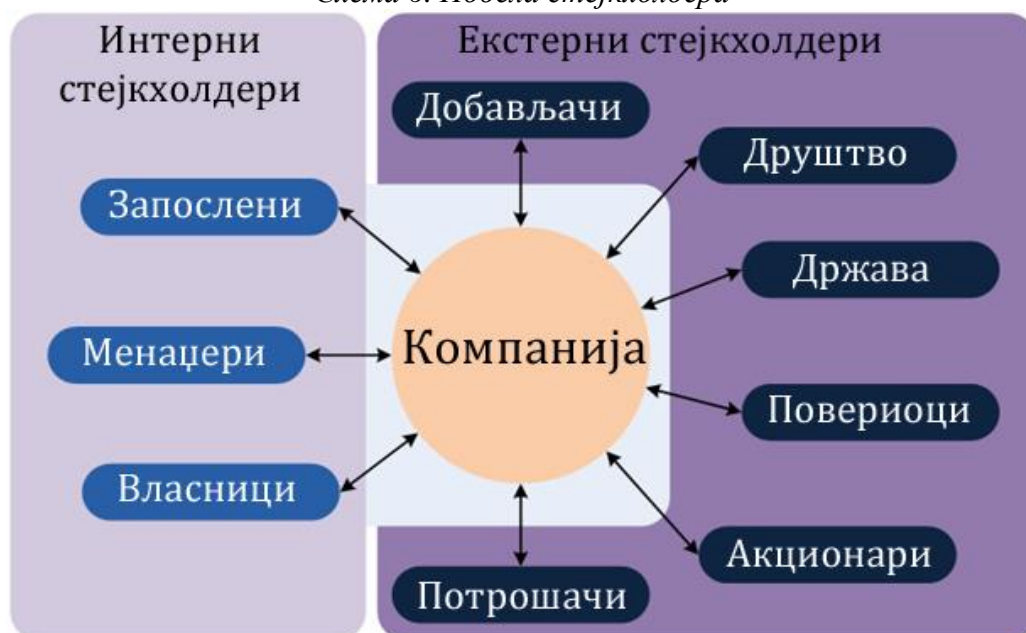 Интерни
стејкхолдери
Екстерни стејкхолдери
Добављачи
Друштво
Запослени
Држава
Менаџери
Компанија
Повериоци
Власници
Акционари
Потрошачи